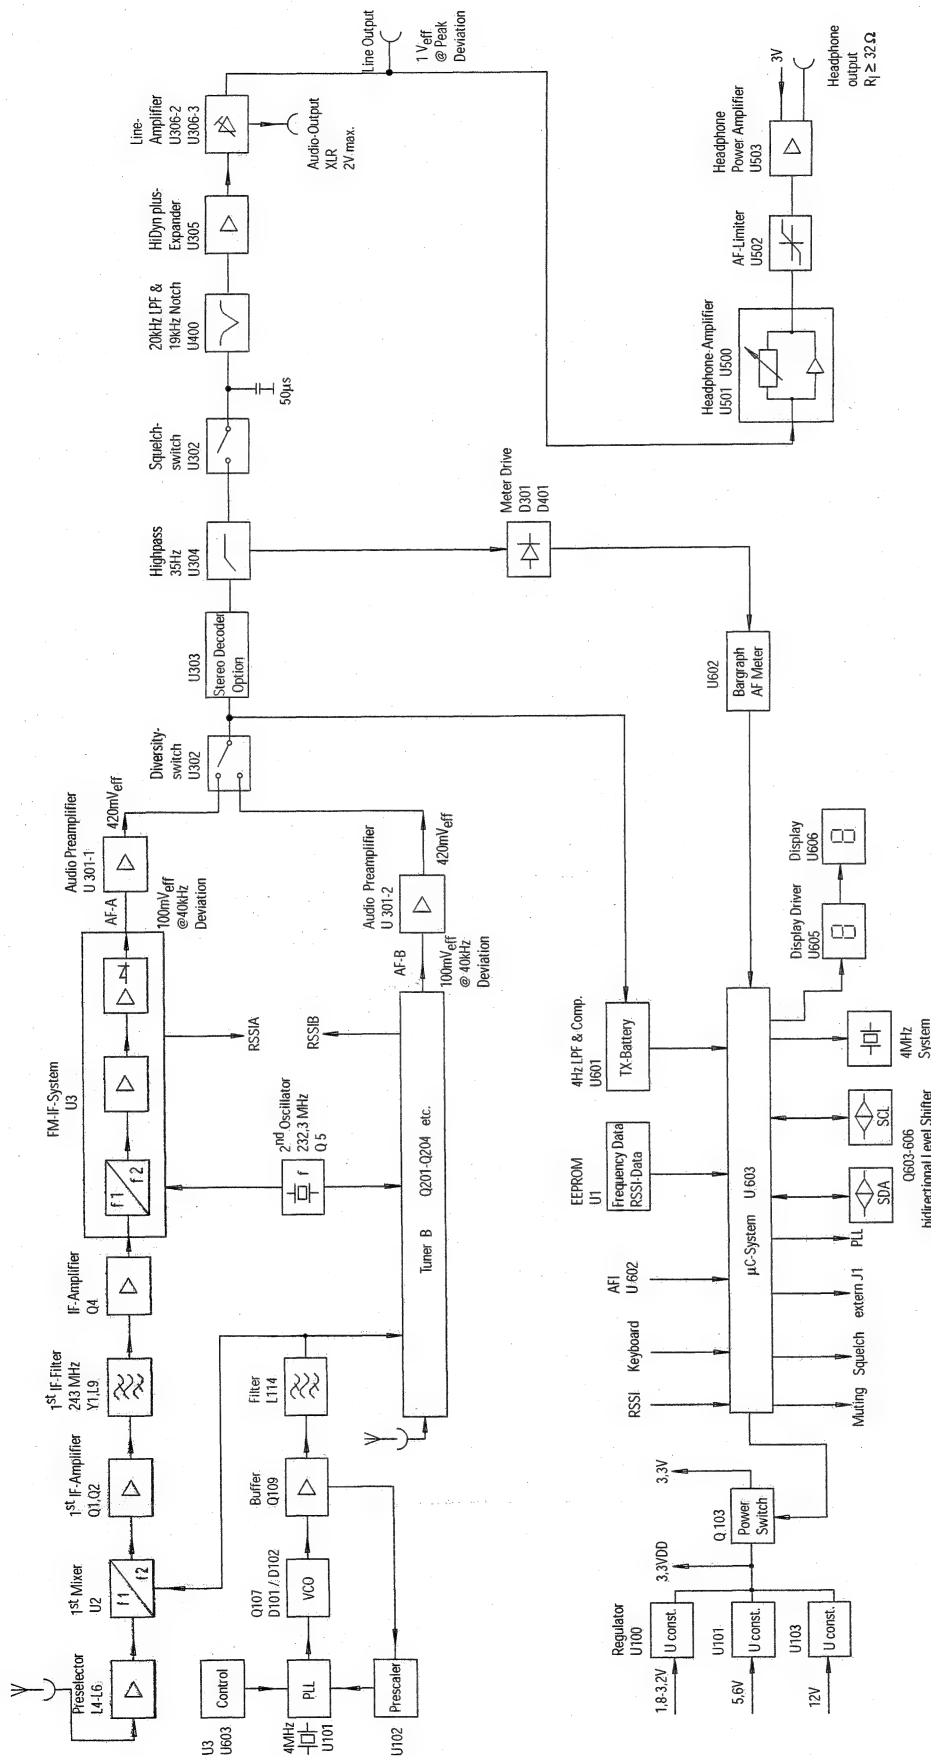 Preselector
L4-L6
1st Mixer
U2
f1
f2
1st IF-Amplifier
Q1,Q2
1st IF-Filter
243 MHz
Y1,L9
IF-Amplifier
Q4
FM-IF-System
U3
f1
f2
Audio Preamplifier
U 301-1
AF-A
100mVeff
@40kHz
Deviation
420mVeff
RSSIA
Diversity-
switch
U302
U303
Stereo Decoder
Option
Highpass
35Hz
U304
Squelch-
switch
U302
50µs
20kHz LPF &
19kHz Notch
U400
HiDyn plus-
Expander
U305
Line-
Amplifier
U306-2
U306-3
Audio-Output
XLR
2V max.
Line Output
1 Veff
@ Peak
Deviation
U3
U603
Control
4MHz
PLL
U101
Prescaler
U102
Q107
D101 / D102
VCO
Buffer
Q109
Filter
L114
2nd Oscillator
232,3 MHz
Q 5
f
RSSIB
Tuner B Q201-Q204 etc.
AF-B
100mVeff
@ 40kHz
Deviation
Audio Preamplifier
U 301-2
420mVeff
Meter Drive
D301
D401
U602
Bargraph
AF Meter
Headphone-Amplifier
U501 U500
AF-Limiter
U502
Headphone
Power Amplifier
U503
3V
Headphone
output
RI ≥ 32Ω
4Hz LPF & Comp.
U601
TX-Battery
EEPROM
U1
Frequency Data
RSSI-Data
AFI
U.602
Keyboard
RSSI
µC-System U.603
Muting
Squelch
extern J1
PLL
SDA
SCL
Q603-606
bidirectional Level Shifter
4MHz
System
Display Driver
U605
Display
U606
Regulator
U100
U const.
1,8-3.2V
U101
U const.
5,6V
U103
U const.
12V
3,3VDD
Q.103
Power
Switch
3,3V